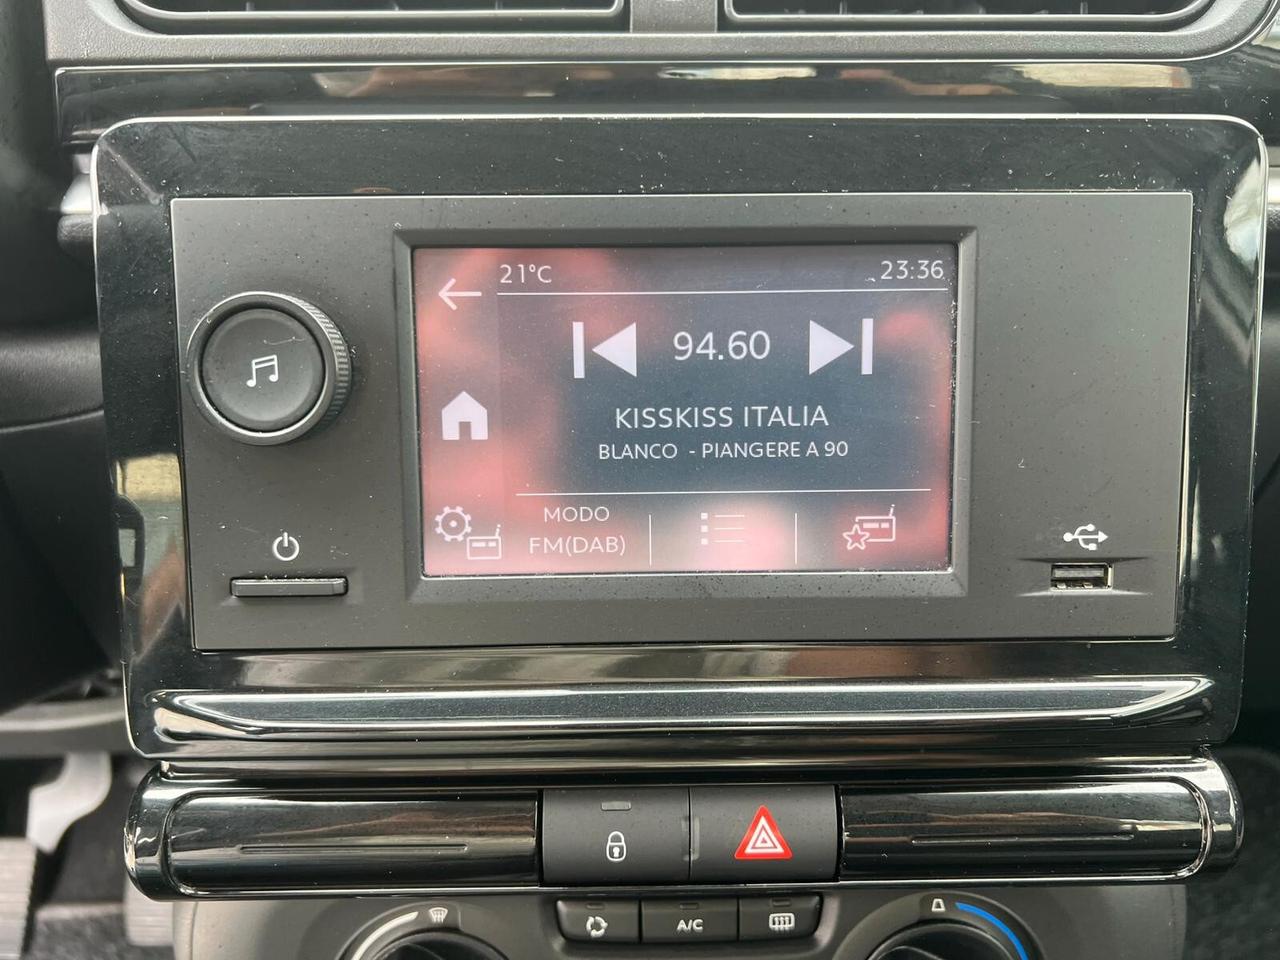 21°C
23:36
94.60
KISSKISS ITALIA
BLANCO - PIANGERE A 90
MODO
FM(DAB)
A/C